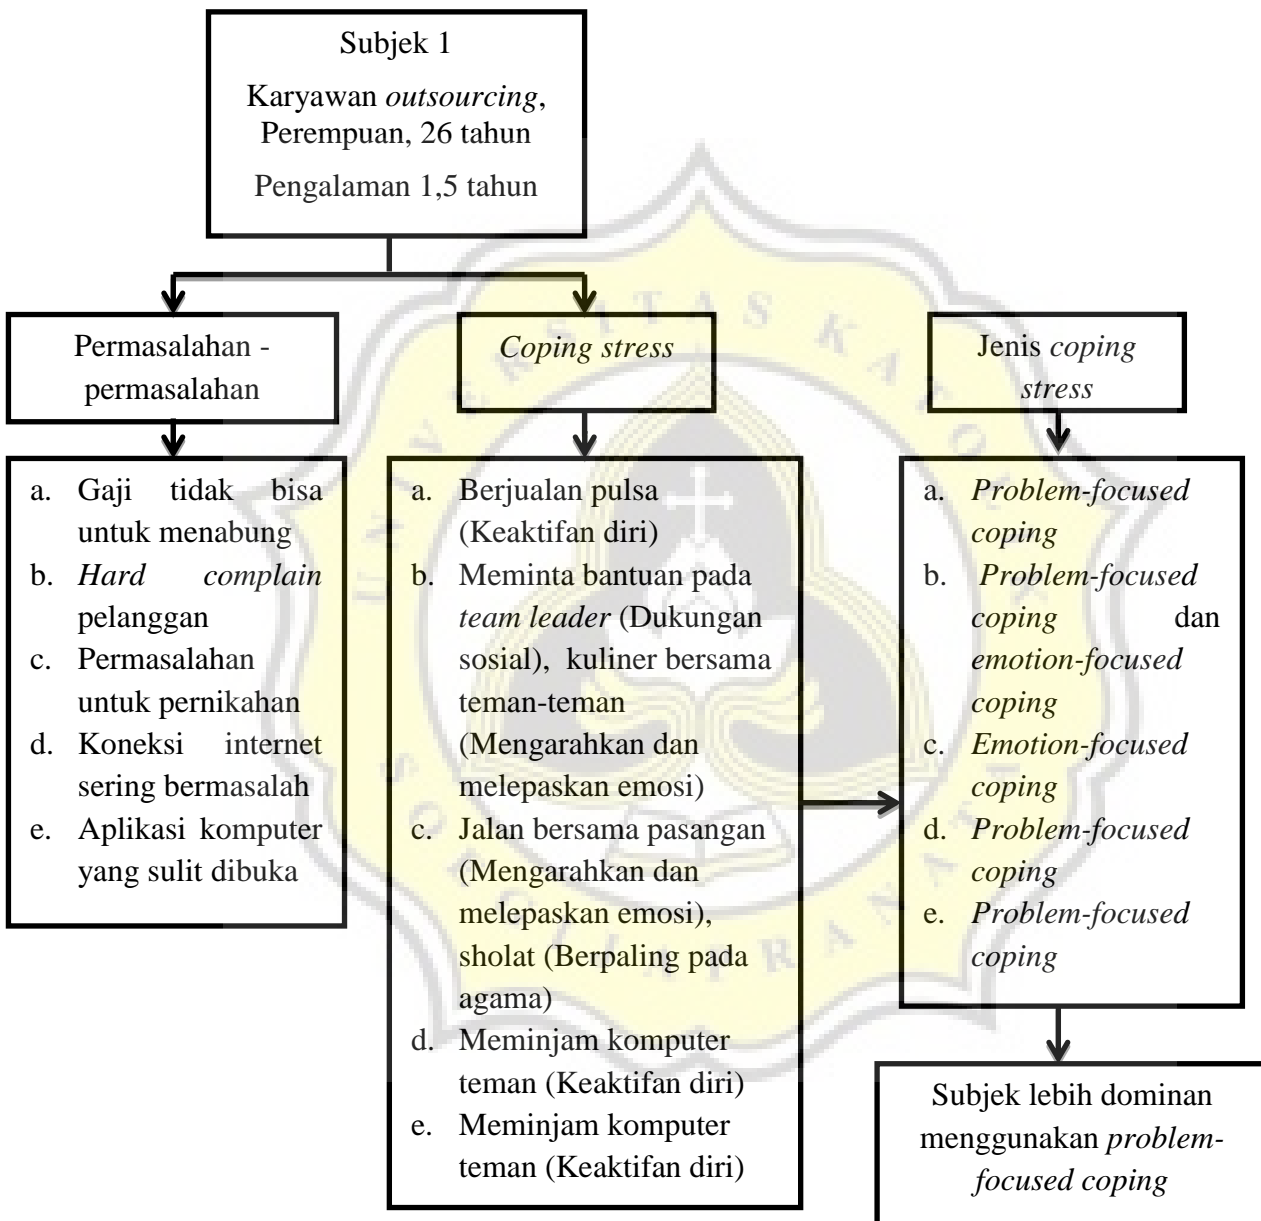 Subjek 1
Karyawan outsourcing,
Perempuan, 26 tahun
Pengalaman 1,5 tahun
Permasalahan -
permasalahan
Coping stress
Jenis coping
stress
a. Gaji tidak bisa
untuk menabung
b. Hard complain
pelanggan
c. Permasalahan
untuk pernikahan
d. Koneksi internet
sering bermasalah
e. Aplikasi komputer
yang sulit dibuka
a. Berjualan pulsa
(Keaktifan diri)
b. Meminta bantuan pada
team leader (Dukungan
sosial), kuliner bersama
teman-teman
(Mengarahkan dan
melepaskan emosi)
c. Jalan bersama pasangan
(Mengarahkan dan
melepaskan emosi),
sholat (Berpaling pada
agama)
d. Meminjam komputer
teman (Keaktifan diri)
e. Meminjam komputer
teman (Keaktifan diri)
a. Problem-focused
coping
b. Problem-focused
coping dan
emotion-focused
coping
c. Emotion-focused
coping
d. Problem-focused
coping
e. Problem-focused
coping
Subjek lebih dominan
menggunakan problem-
focused coping
UNIVERSITAS KATOLIK
SOEGIJAPRANATA